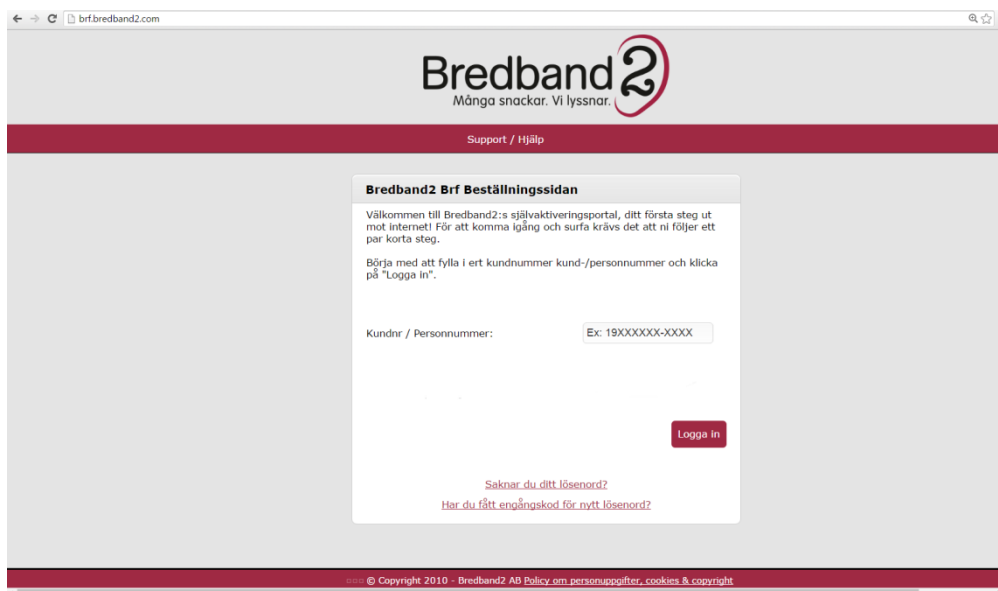 brf.bredband2.com
Bredband2
Många snackar. Vi lyssnar.
Support / Hjälp
Bredband2 Brf Beställningssidan
Välkommen till Bredband2:s självaktiveringsportal, ditt första steg ut
mot internet! För att komma igång och surfa krävs det att ni följer ett
par korta steg.
Börja med att fylla i ert kundnummer kund-/personnummer och klicka
på "Logga in".
Kundnr / Personnummer:
Ex: 19XXXXXX-XXXX
Logga in
Saknar du ditt lösenord?
Har du fått engångskod för nytt lösenord?
© Copyright 2010 - Bredband2 AB Policy om personuppgifter, cookies & copyright